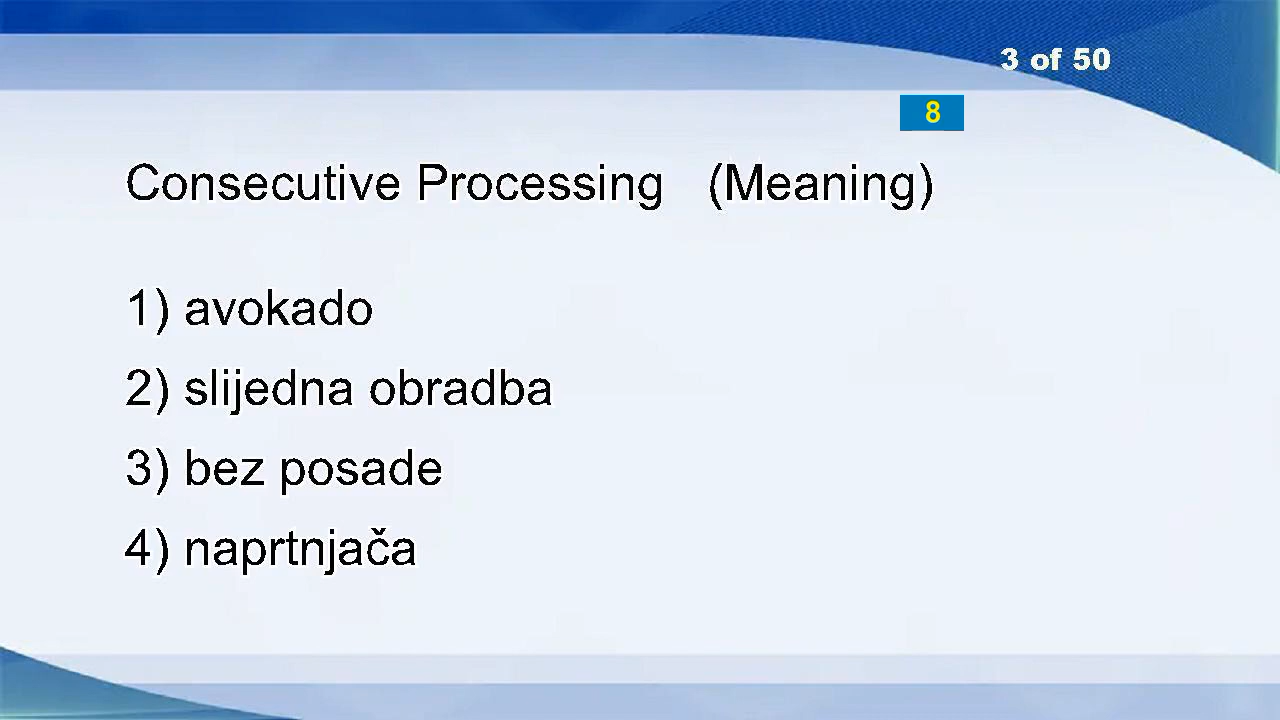 3 of 50
8
Consecutive Processing (Meaning)
1) avokado
2) slijedna obradba
3) bez posade
4) naprtnjača